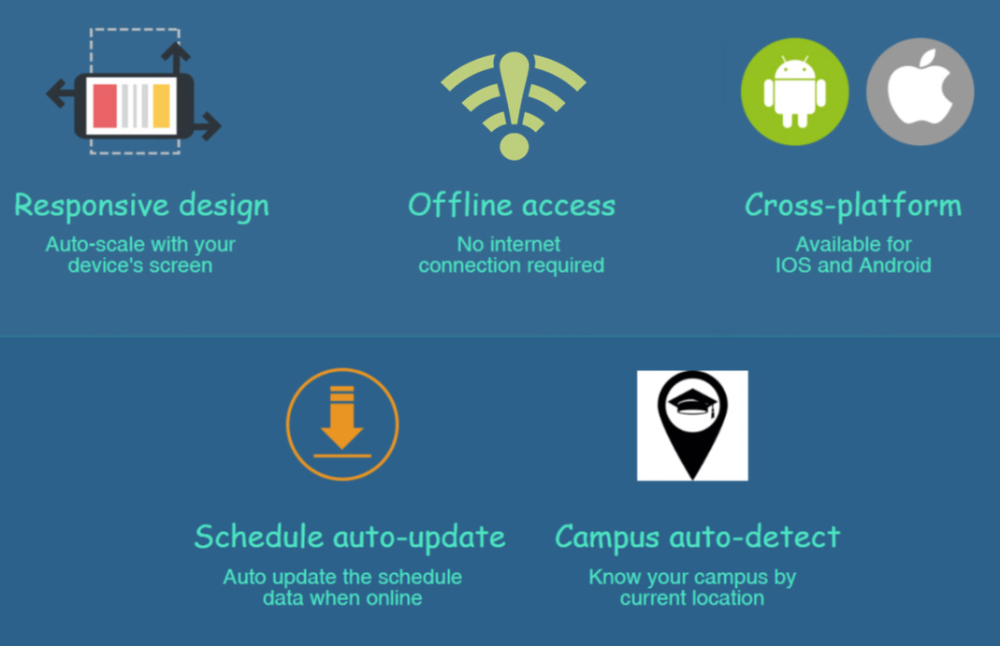 Responsive design
Auto-scale with your
device's screen
Offline access
No internet
connection required
Cross-platform
Available for
IOS and Android
Schedule auto-update
Auto update the schedule
data when online
Campus auto-detect
Know your campus by
current location